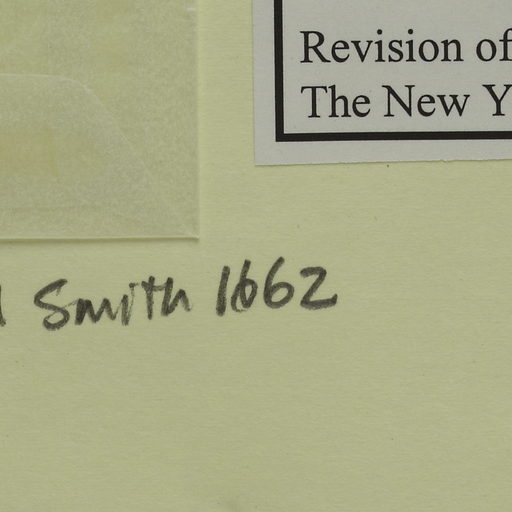 Revision of
The New Y
Smith 1662